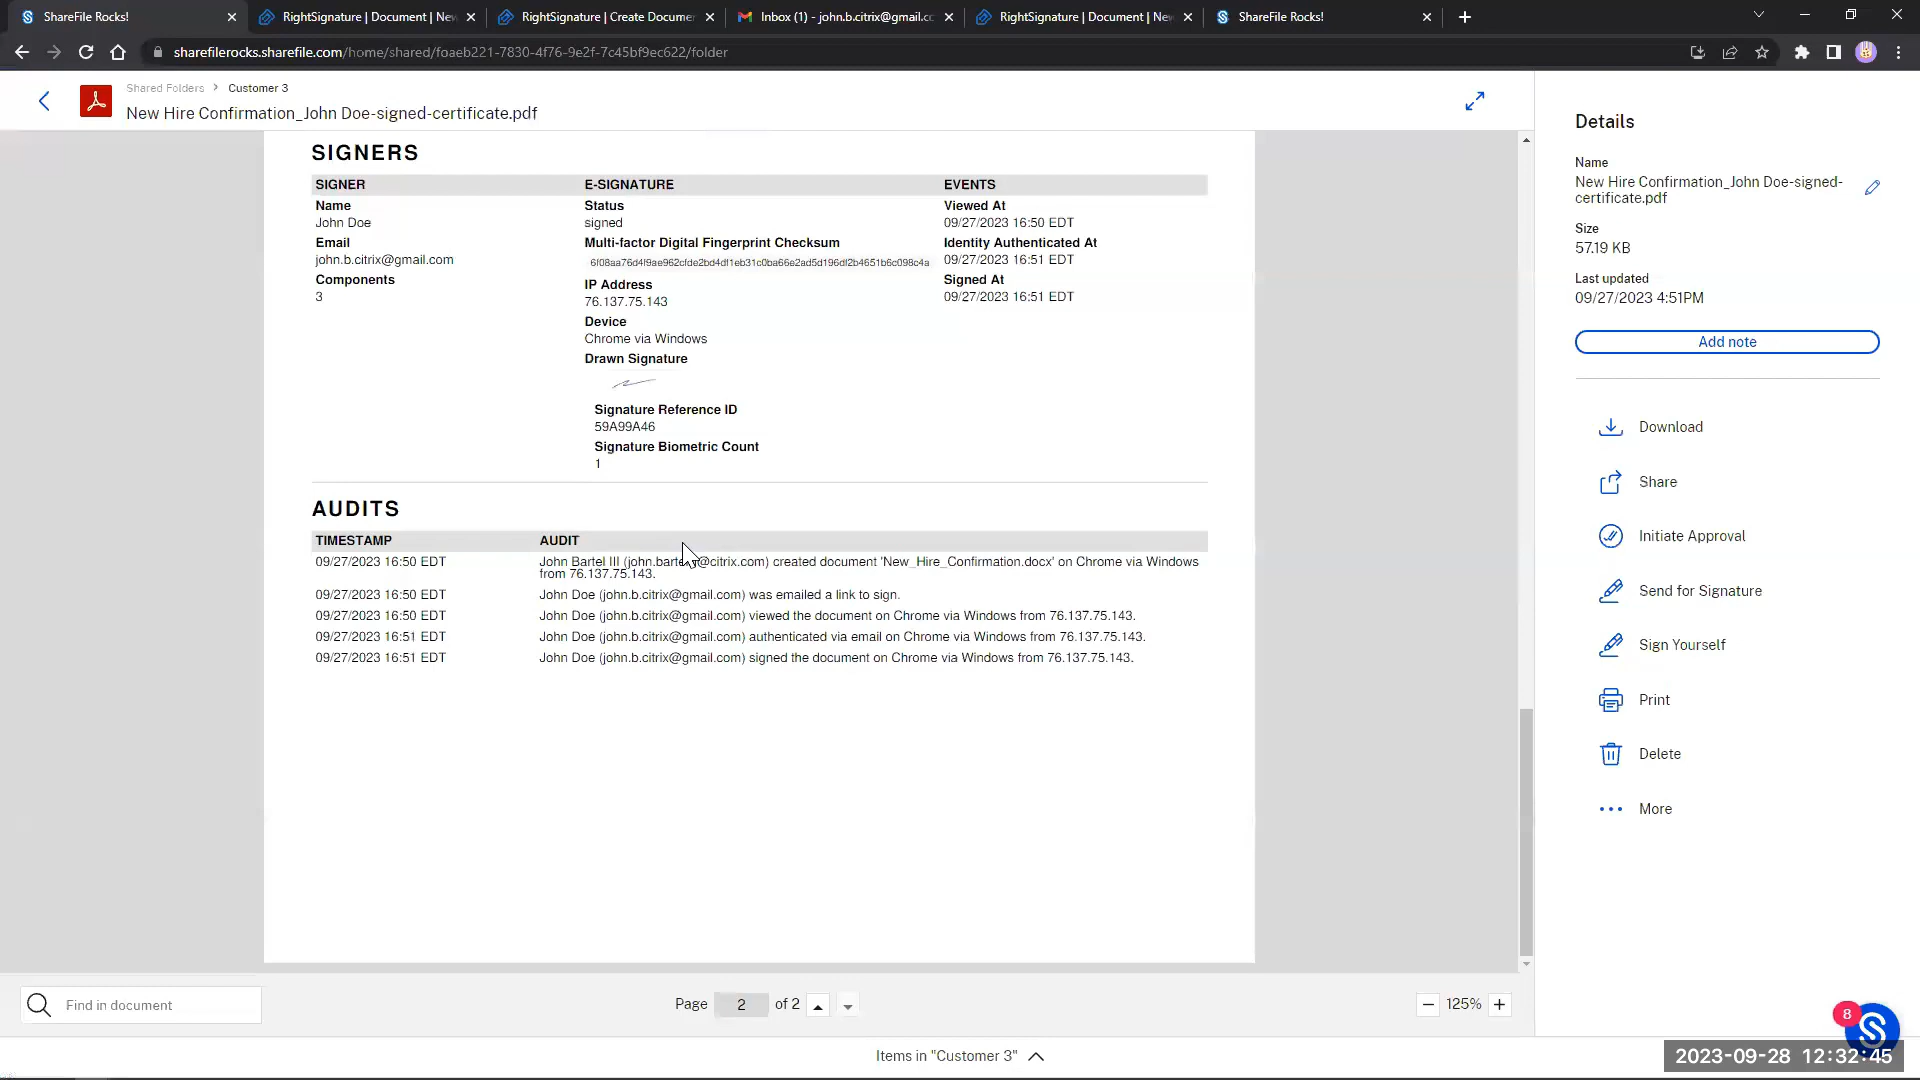 ShareFile Rocks!
RightSignature | Document | New
RightSignature | Create Documen
Inbox (1) - john.b.citrix@gmail.co
RightSignature | Document | New
ShareFile Rocks!
sharefilerocks.sharefile.com/home/shared/foaeb221-7830-4f76-9e2f-7c45bf9ec622/folder
Shared Folders > Customer 3
New Hire Confirmation_John Doe-signed-certificate.pdf
SIGNERS
SIGNER E-SIGNATURE EVENTS
Name Status Viewed At
John Doe signed 09/27/2023 16:50 EDT
Email Multi-factor Digital Fingerprint Checksum Identity Authenticated At
john.b.citrix@gmail.com 6f08aa76d4f9ae962cfde2bd4df1eb31c0ba66e2ad5d196df2b4651b6c098c4a 09/27/2023 16:51 EDT
Components IP Address Signed At
3 76.137.75.143 09/27/2023 16:51 EDT
Device
Chrome via Windows
Drawn Signature
Signature Reference ID
59A99A46
Signature Biometric Count
1
AUDITS
TIMESTAMP AUDIT
09/27/2023 16:50 EDT John Bartel III (john.barte @citrix.com) created document 'New_Hire_Confirmation.docx' on Chrome via Windows
from 76.137.75.143.
09/27/2023 16:50 EDT John Doe (john.b.citrix@gmail.com) was emailed a link to sign.
09/27/2023 16:50 EDT John Doe (john.b.citrix@gmail.com) viewed the document on Chrome via Windows from 76.137.75.143.
09/27/2023 16:51 EDT John Doe (john.b.citrix@gmail.com) authenticated via email on Chrome via Windows from 76.137.75.143.
09/27/2023 16:51 EDT John Doe (john.b.citrix@gmail.com) signed the document on Chrome via Windows from 76.137.75.143.
Find in document
Page 2 of 2
125%
Items in "Customer 3"
Details
Name
New Hire Confirmation_John Doe-signed-
certificate.pdf
Size
57.19 KB
Last updated
09/27/2023 4:51PM
Add note
Download
Share
Initiate Approval
Send for Signature
Sign Yourself
Print
Delete
More
8
2023-09-28 12:32:45